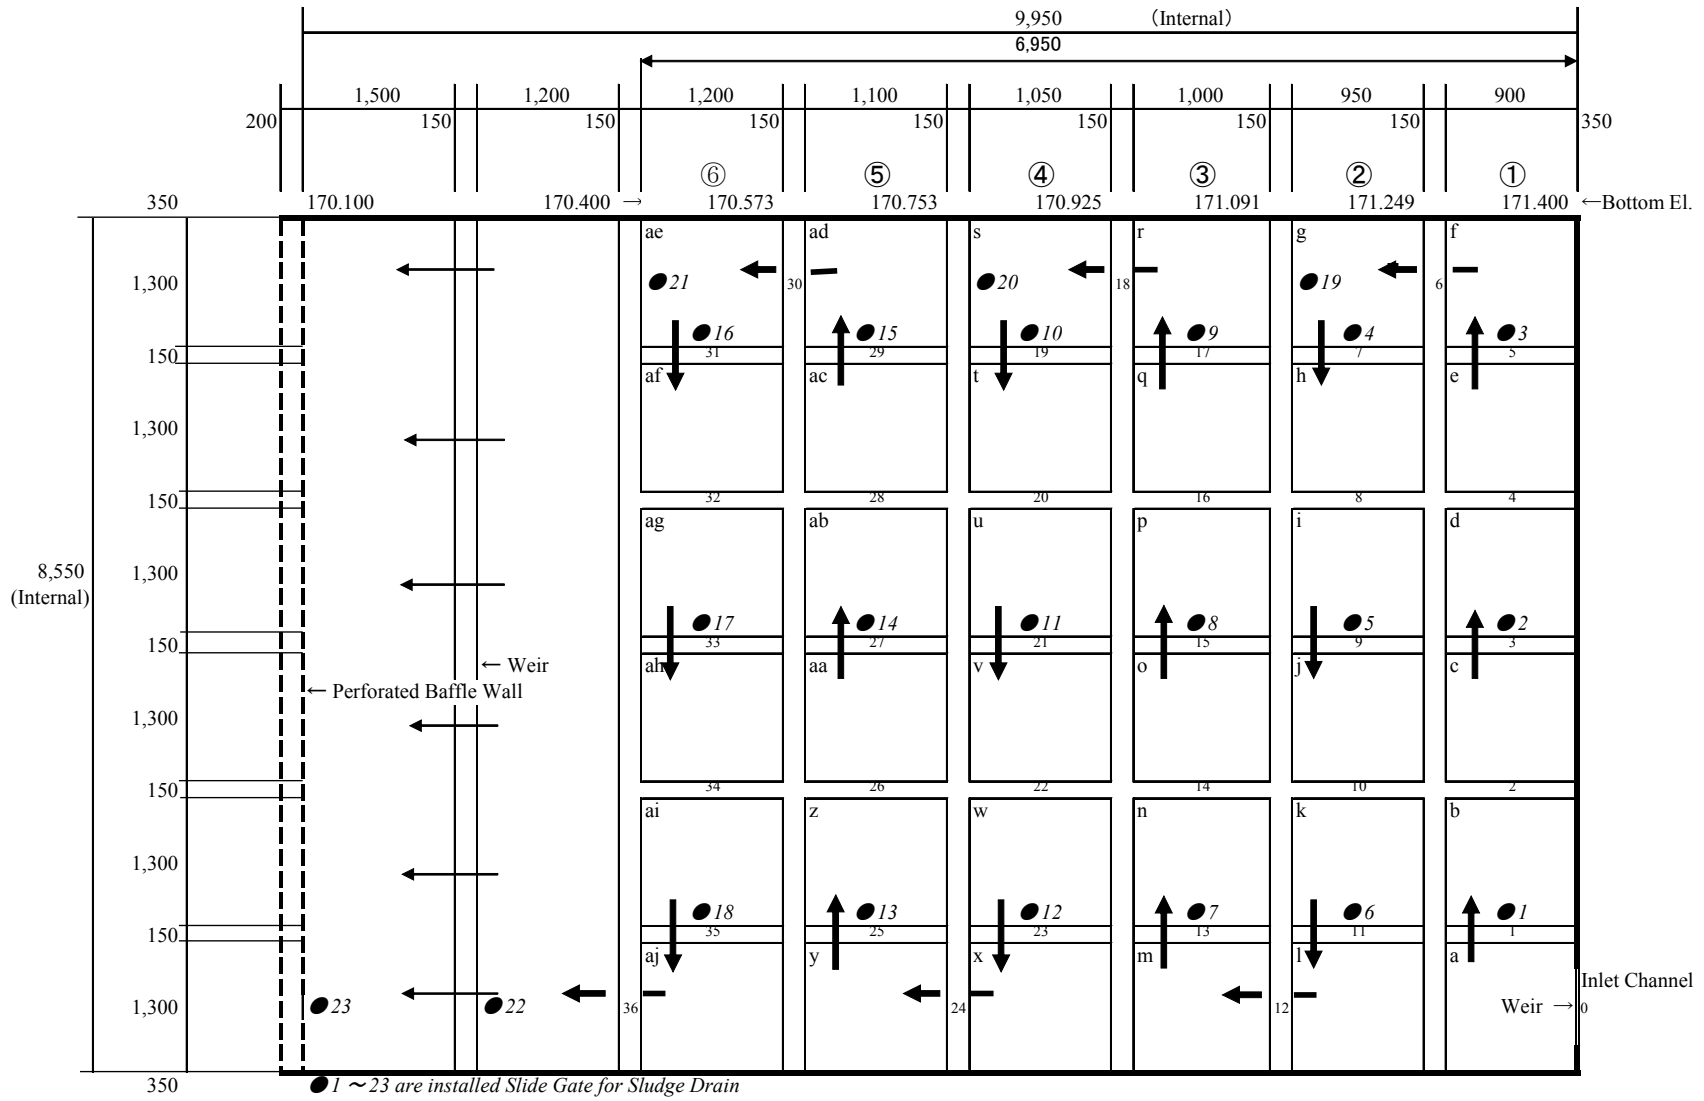 9,950 (Internal)
6,950
1,500 1,200 1,200 1,100 1,050 1,000 950 900
200 150 150 150 150 150 150 150 350
⑥ ⑤ ④ ③ ② ①
350 170.100 170.400 → 170.573 170.753 170.925 171.091 171.249 171.400 ←Bottom El.
ae ad s r g f
1,300 21 30 20 18 19 6
16 15 10 9 4 3
150 31 29 19 17 7 5
af ac t q h e
1,300
150 32 28 20 16 8 4
ag ab u p i d
8,550 1,300
(Internal)
17 14 11 8 5 2
150 33 27 21 15 9 3
ah aa v o j c
← Weir
← Perforated Baffle Wall
1,300
150 34 26 22 14 10 2
ai z w n k b
1,300
18 13 12 7 6 1
150 35 25 23 13 11 1
aj y x m l a
Inlet Channel
1,300 23 22 36 24 12 Weir → 0
350 1 ～23 are installed Slide Gate for Sludge Drain